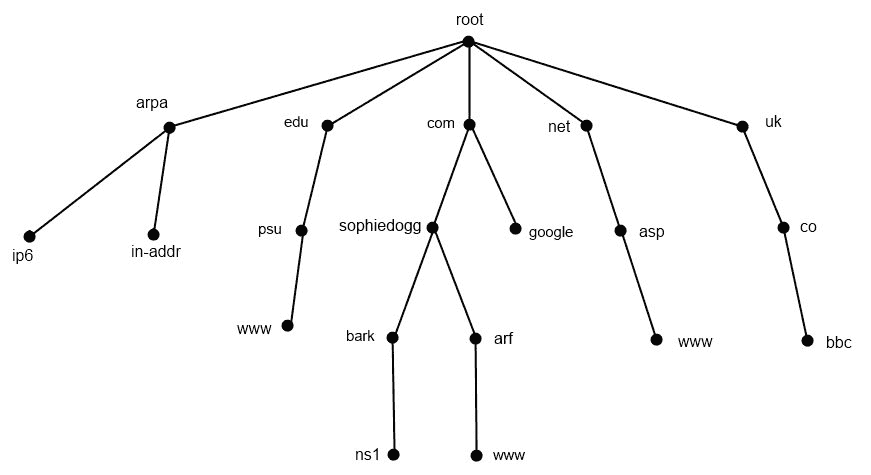 root
arpa
edu
com
net
uk
ip6
in-addr
psu
sophiedogg
google
asp
co
www
bark
arf
www
bbc
ns1
www